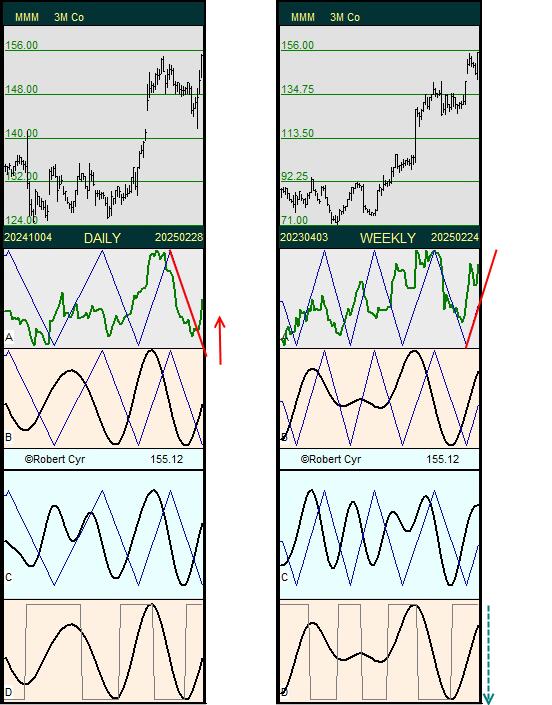 MMM 3M Co
156.00
148.00
140.00
132.00
124.00
20241004 DAILY 20250228
A
B
©Robert Cyr 155.12
C
D
MMM 3M Co
156.00
134.75
113.50
92.25
71.00
20230403 WEEKLY 20250224
A
B
©Robert Cyr 155.12
C
D